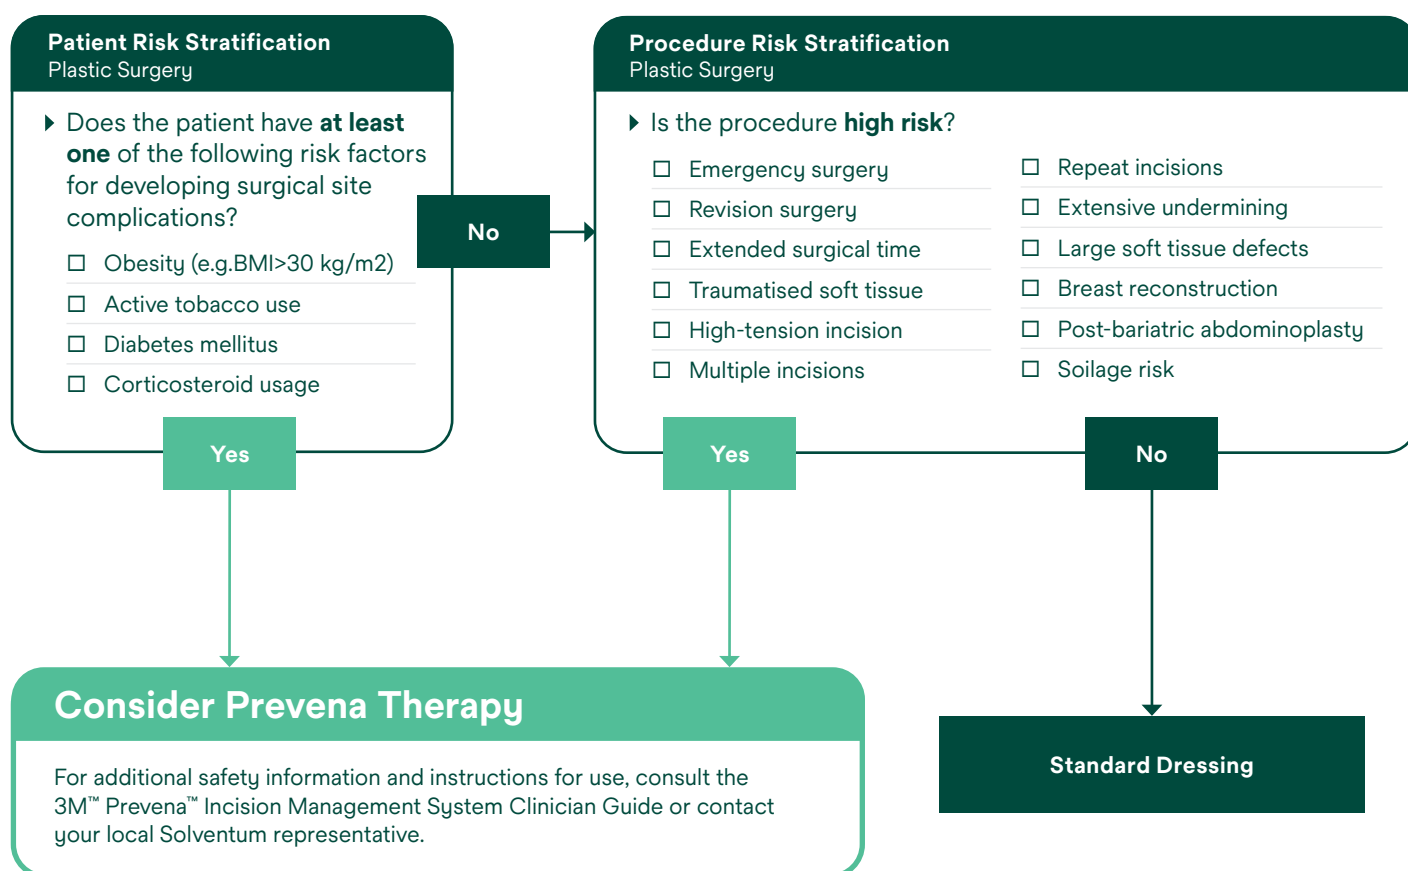 Patient Risk Stratification
Plastic Surgery
Does the patient have at least
one of the following risk factors
for developing surgical site
complications?
Obesity (e.g.BMI>30 kg/m2)
Active tobacco use
Diabetes mellitus
Corticosteroid usage
No
Yes
Procedure Risk Stratification
Plastic Surgery
Is the procedure high risk?
Emergency surgery
Revision surgery
Extended surgical time
Traumatised soft tissue
High-tension incision
Multiple incisions
Repeat incisions
Extensive undermining
Large soft tissue defects
Breast reconstruction
Post-bariatric abdominoplasty
Soilage risk
Yes
No
Consider Prevena Therapy
For additional safety information and instructions for use, consult the
3M™ Prevena™ Incision Management System Clinician Guide or contact
your local Solventum representative.
Standard Dressing